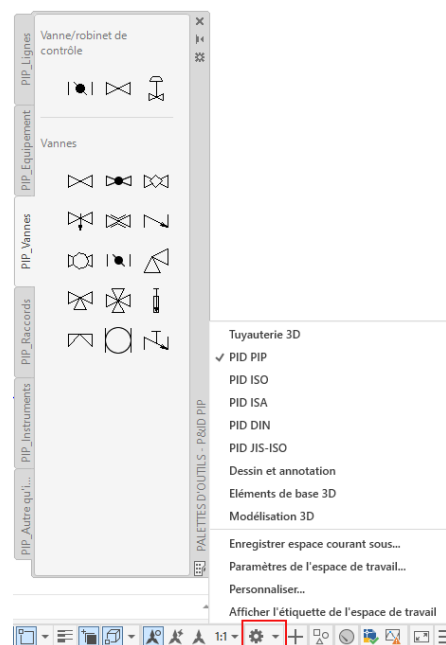 Vanne/robinet de
contrôle
Vannes
PIP_Lignes
PIP_Equipement
PIP_Vannes
PIP_Raccords
PIP_Instruments
PIP_Autre qu'i...
PALETTES D'OUTILS - P&ID PIP
Tuyauterie 3D
PID PIP
PID ISO
PID ISA
PID DIN
PID JIS-ISO
Dessin et annotation
Eléments de base 3D
Modélisation 3D
Enregistrer espace courant sous...
Paramètres de l'espace de travail...
Personnaliser...
Afficher l'étiquette de l'espace de travail
1:1